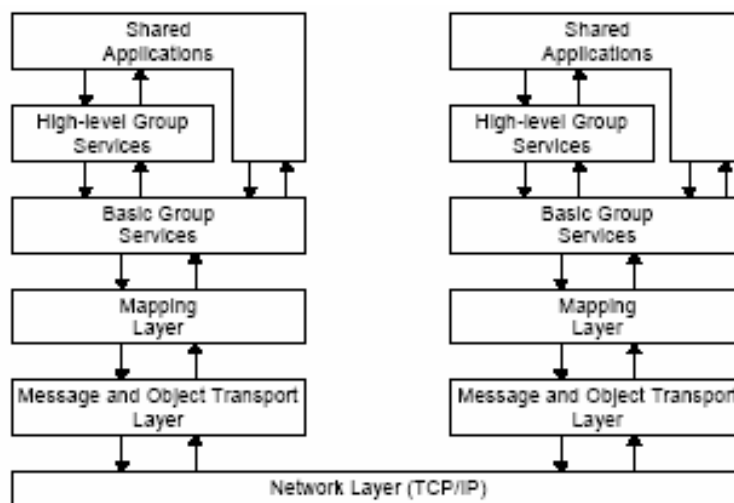 Shared
Applications
High-level Group
Services
Basic Group
Services
Mapping
Layer
Message and Object Transport
Layer
Shared
Applications
High-level Group
Services
Basic Group
Services
Mapping
Layer
Message and Object Transport
Layer
Network Layer (TCP/IP)